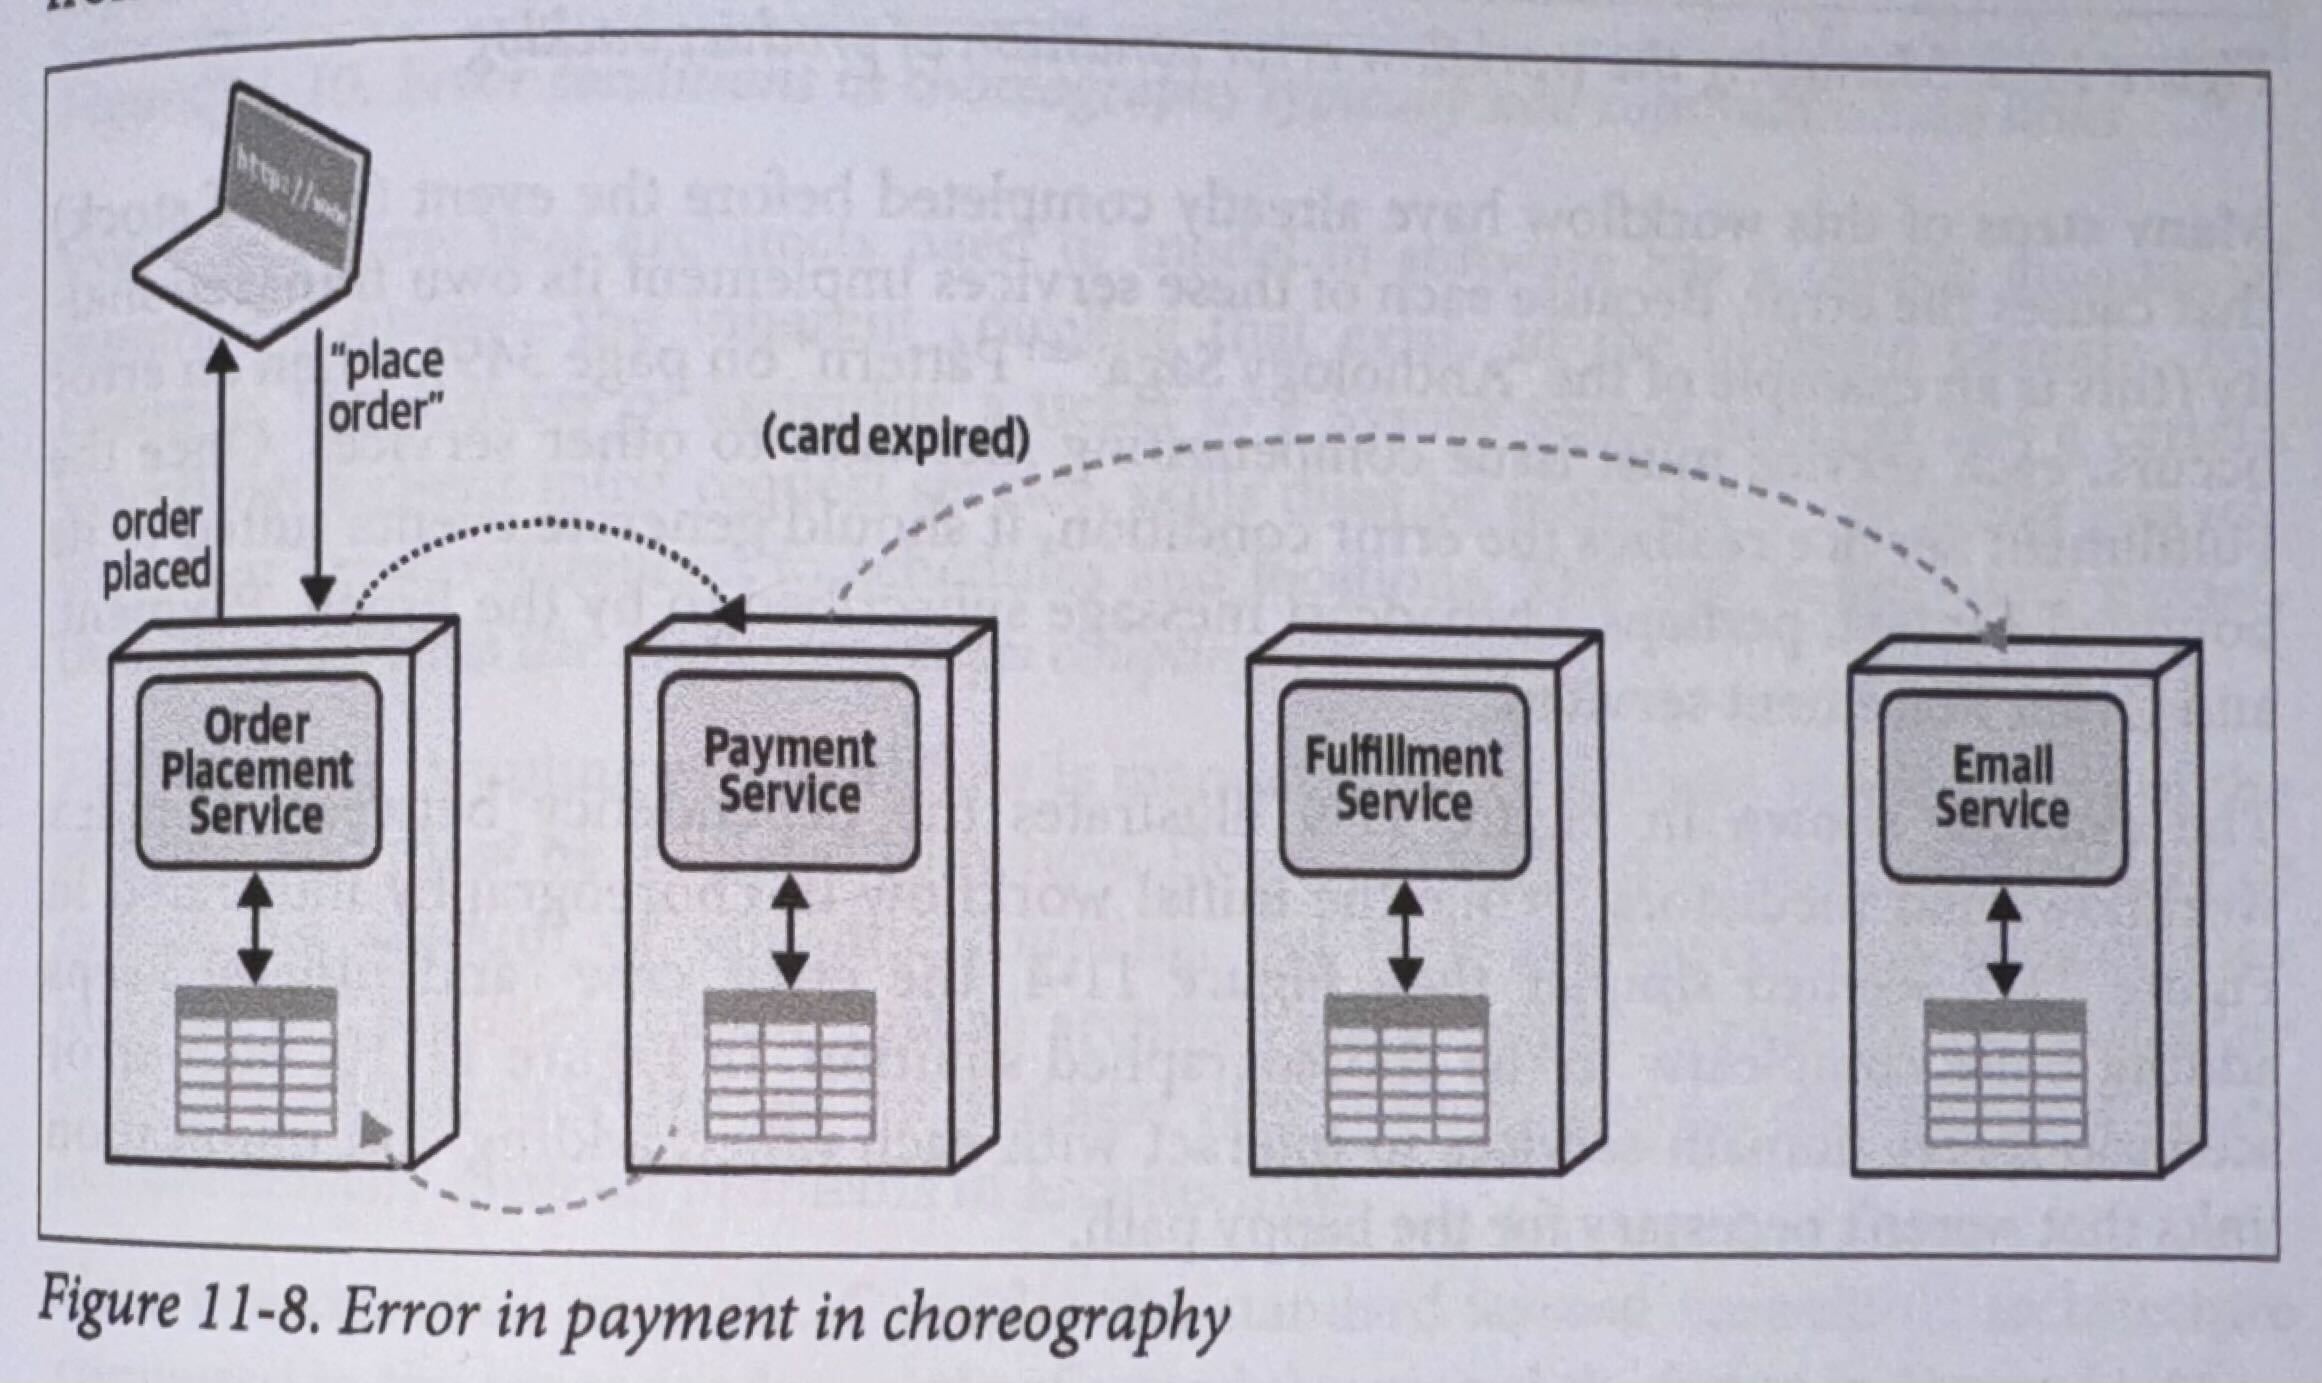 http://www
"place
order"
order
placed
(card expired)
Order
Placement
Service
Payment
Service
Fulfillment
Service
Email
Service
Figure 11-8. Error in payment in choreography